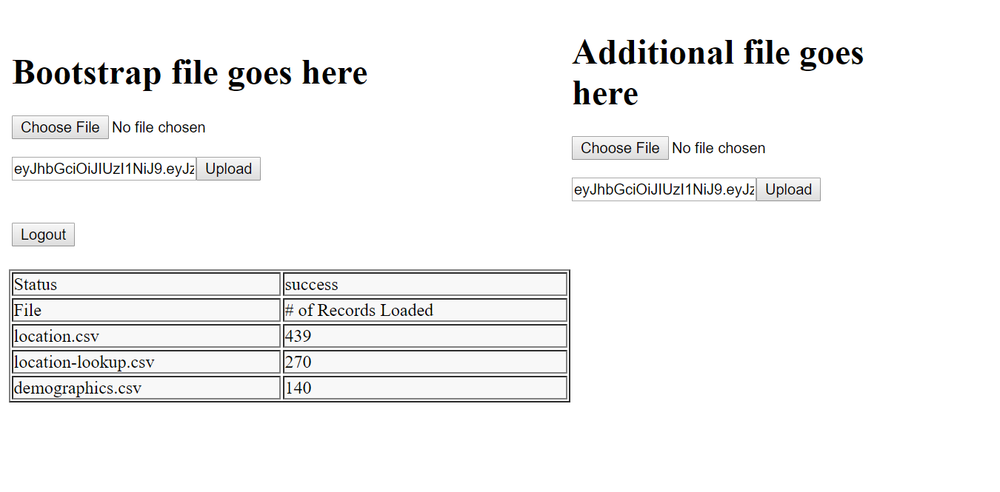 Bootstrap file goes here
Choose File No file chosen
eyJhbGciOiJIUzI1NiJ9.eyJz Upload
Logout
Additional file goes
here
Choose File No file chosen
eyJhbGciOiJIUzI1NiJ9.eyJz Upload
Status success
File # of Records Loaded
location.csv 439
location-lookup.csv 270
demographics.csv 140